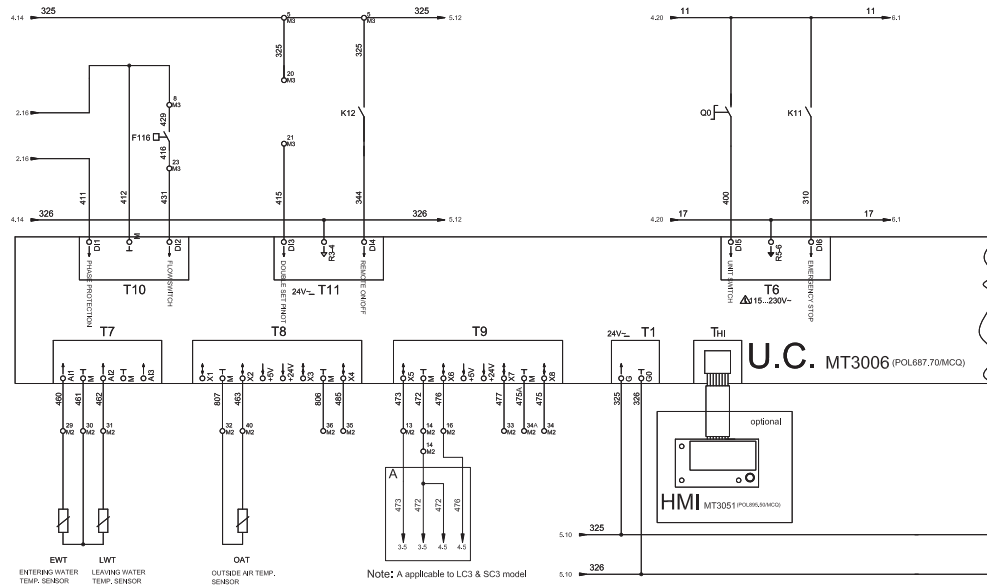 4.14 325 5 M3 5 M3 5.12
4.20 11 11 6.1
325 325
20 M3
2.16 8 M3
429
F116 K12 Q0 K11
416
21 M3
2.16 23 M3
411 412 431 415 344 400 310
4.14 326 326 5.12
4.20 17 17 6.1
DI1 M DI2 DI3 R3-4 DI4 DI5 R5-6 DI6
PHASE PROTECTION
FLOWSWITCH
DOUBLE SET PINOT
REMOTE ON/OFF
UNIT SWITCH
EMERGENCY STOP
T10 24V~ T11 T6
115...230V~
T7 T8 T9 24V~ T1 THI
U.C. MT3006 (POL687.70/MCQ)
AI1 M AI2 M AI3
X1 M X2 +5V +24V X3 M X4
X5 M X6 +5V +24V X7 M X8
G G0
460 461 462 807 463 806 485 473 472 476 477 475A 475 325 326
29 M2 30 M2 31 M2 32 M2 40 M2 36 M2 35 M2 13 M2 14 M2 16 M2 33 M2 34A M2 34 M2
14 M2
optional
A
473 472 472 476
HMI MT3051 (POL895.50/MCQ)
3.5 3.5 4.5 4.5
5.10 325
EWT LWT OAT
ENTERING WATER LEAVING WATER OUTSIDE AIR TEMP.
TEMP. SENSOR TEMP. SENSOR SENSOR
Note: A applicable to LC3 & SC3 model
5.10 326